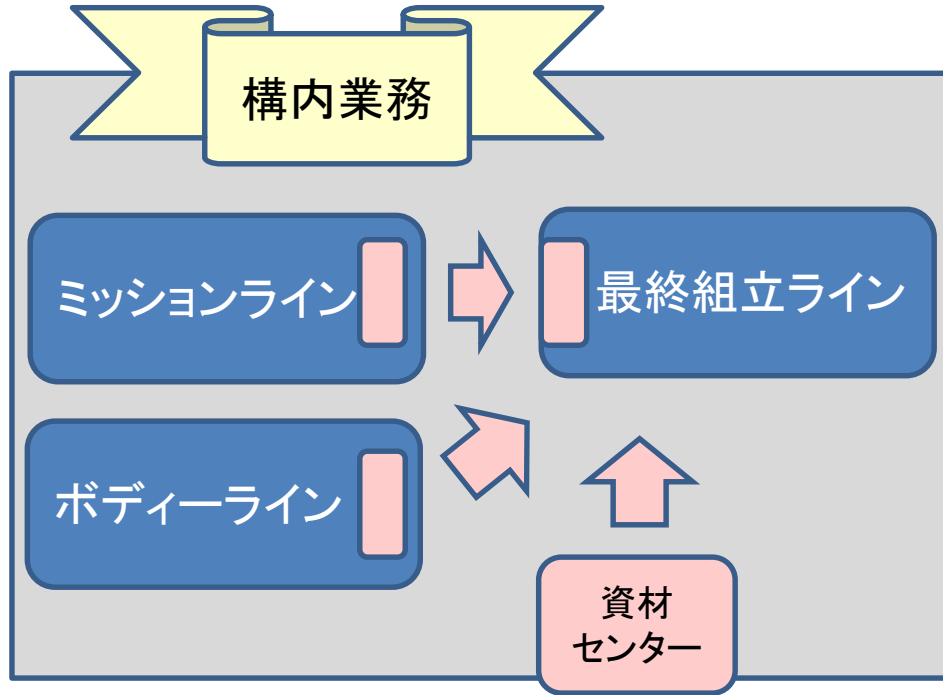 構内業務
ミッションライン
最終組立ライン
ボディーライン
資材
センター